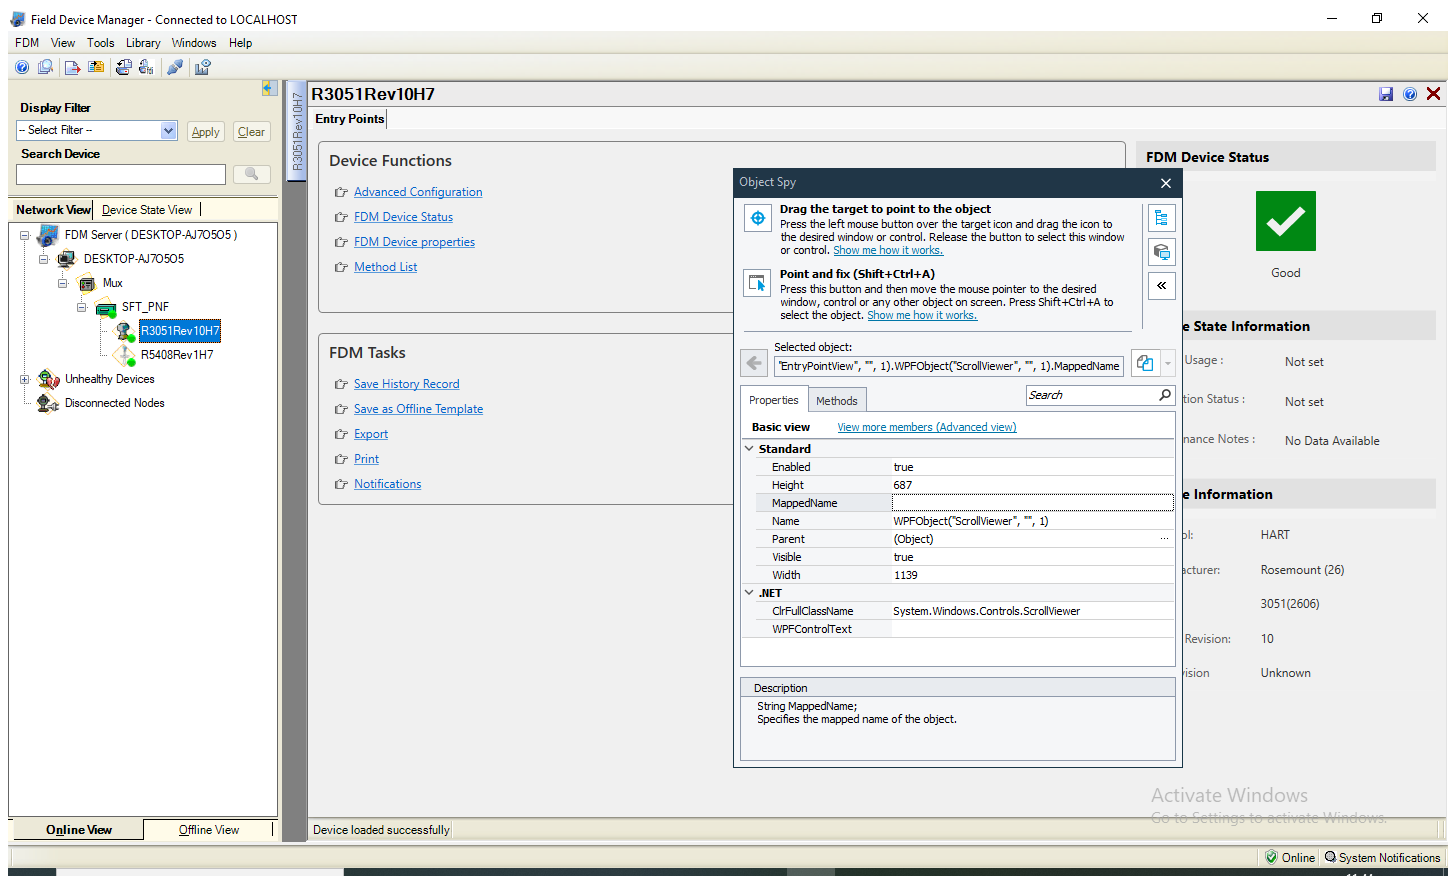 Field Device Manager - Connected to LOCALHOST
FDM View Tools Library Windows Help
Display Filter
-- Select Filter --
Apply
Clear
Search Device
Network View
Device State View
FDM Server ( DESKTOP-AJ7O5O5 )
DESKTOP-AJ7O5O5
Mux
SFT_PNF
R3051Rev10H7
R5408Rev1H7
Unhealthy Devices
Disconnected Nodes
Online View
Offline View
R3051Rev10H7
R3051Rev10H7
Entry Points
Device Functions
Advanced Configuration
FDM Device Status
FDM Device properties
Method List
FDM Tasks
Save History Record
Save as Offline Template
Export
Print
Notifications
Device loaded successfully
Object Spy
Drag the target to point to the object
Press the left mouse button over the target icon and drag the icon to
the desired window or control. Release the button to select this window
or control. Show me how it works.
Point and fix (Shift+Ctrl+A)
Press this button and then move the mouse pointer to the desired
window, control or any other object on screen. Press Shift+Ctrl+A to
select the object. Show me how it works.
Selected object:
"EntryPointView", "", 1).WPFObject("ScrollViewer", "", 1).MappedName
Properties
Methods
Search
Basic view
View more members (Advanced view)
Standard
Enabled true
Height 687
MappedName
Name WPFObject("ScrollViewer", "", 1)
Parent (Object) ...
Visible true
Width 1139
.NET
ClrFullClassName System.Windows.Controls.ScrollViewer
WPFControlText
Description
String MappedName;
Specifies the mapped name of the object.
FDM Device Status
Good
e State Information
Usage : Not set
tion Status : Not set
nance Notes : No Data Available
e Information
ol: HART
acturer: Rosemount (26)
3051(2606)
Revision: 10
ision Unknown
Activate Windows
Go to Settings to activate Windows.
Online
System Notifications